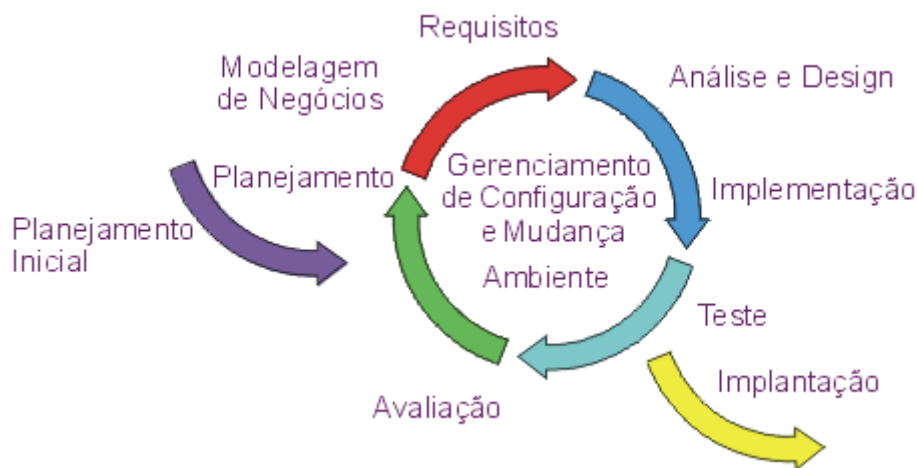 Requisitos
Modelagem
de Negócios
Análise e Design
Planejamento
Gerenciamento
de Configuração
e Mudança
Implementação
Planejamento
Inicial
Ambiente
Teste
Implantação
Avaliação